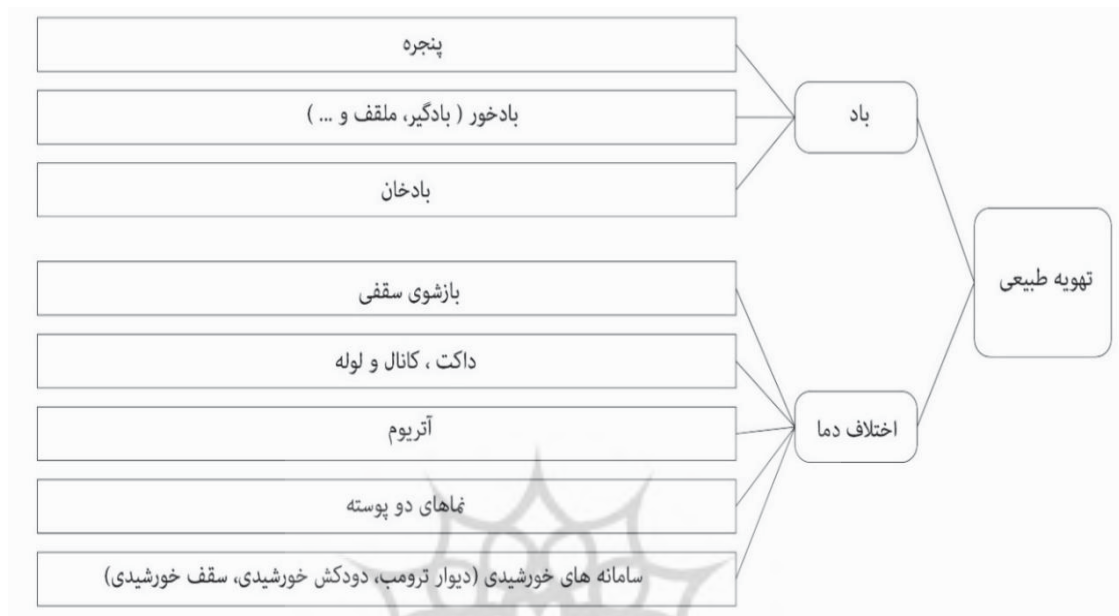 تهویه طبیعی
باد
پنجره
بادخور ( بادگیر، ملقف و ... )
بادخان
اختلاف دما
بازشوی سقفی
داکت ، کانال و لوله
آتریوم
نماهای دو پوسته
سامانه های خورشیدی (دیوار ترومب، دودکش خورشیدی، سقف خورشیدی)